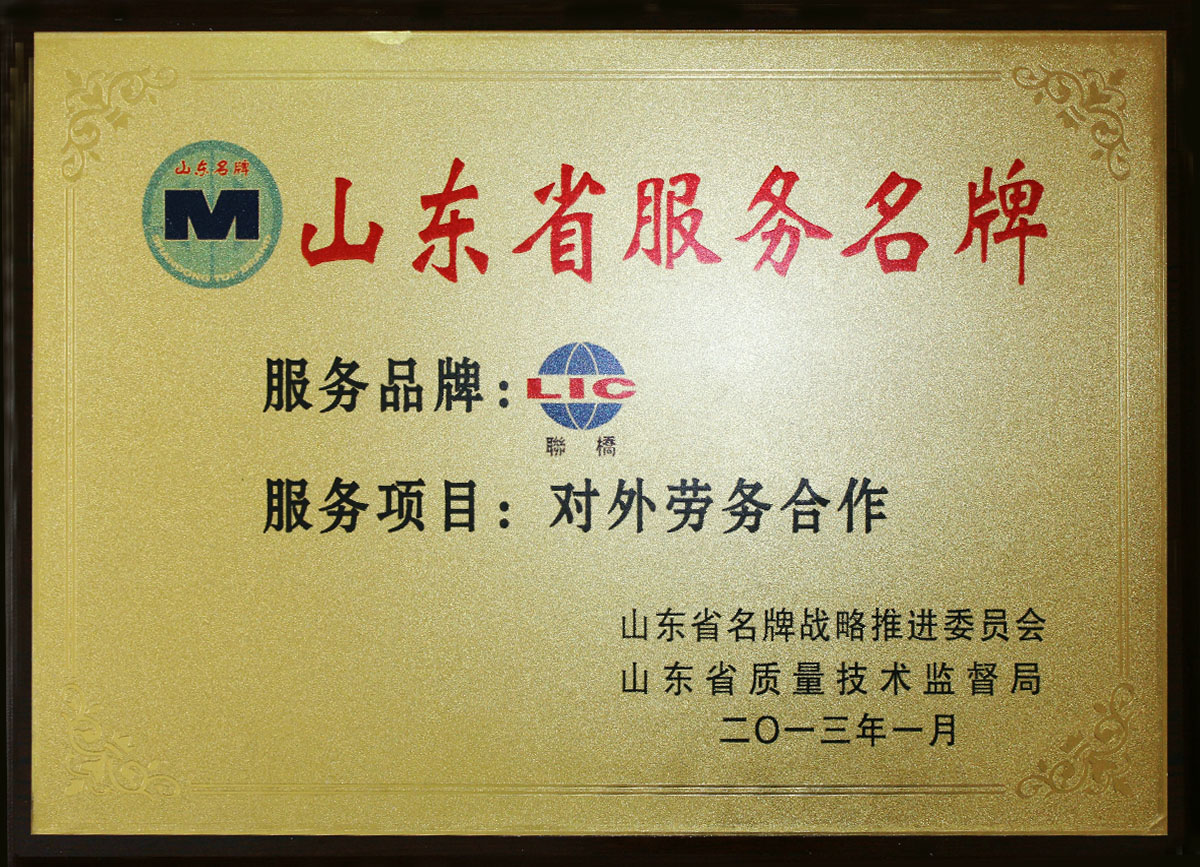 山东名牌
M
山东省服务名牌
服务品牌：LIC
聯橋
服务项目：对外劳务合作
山东省名牌战略推进委员会
山东省质量技术监督局
二〇一三年一月